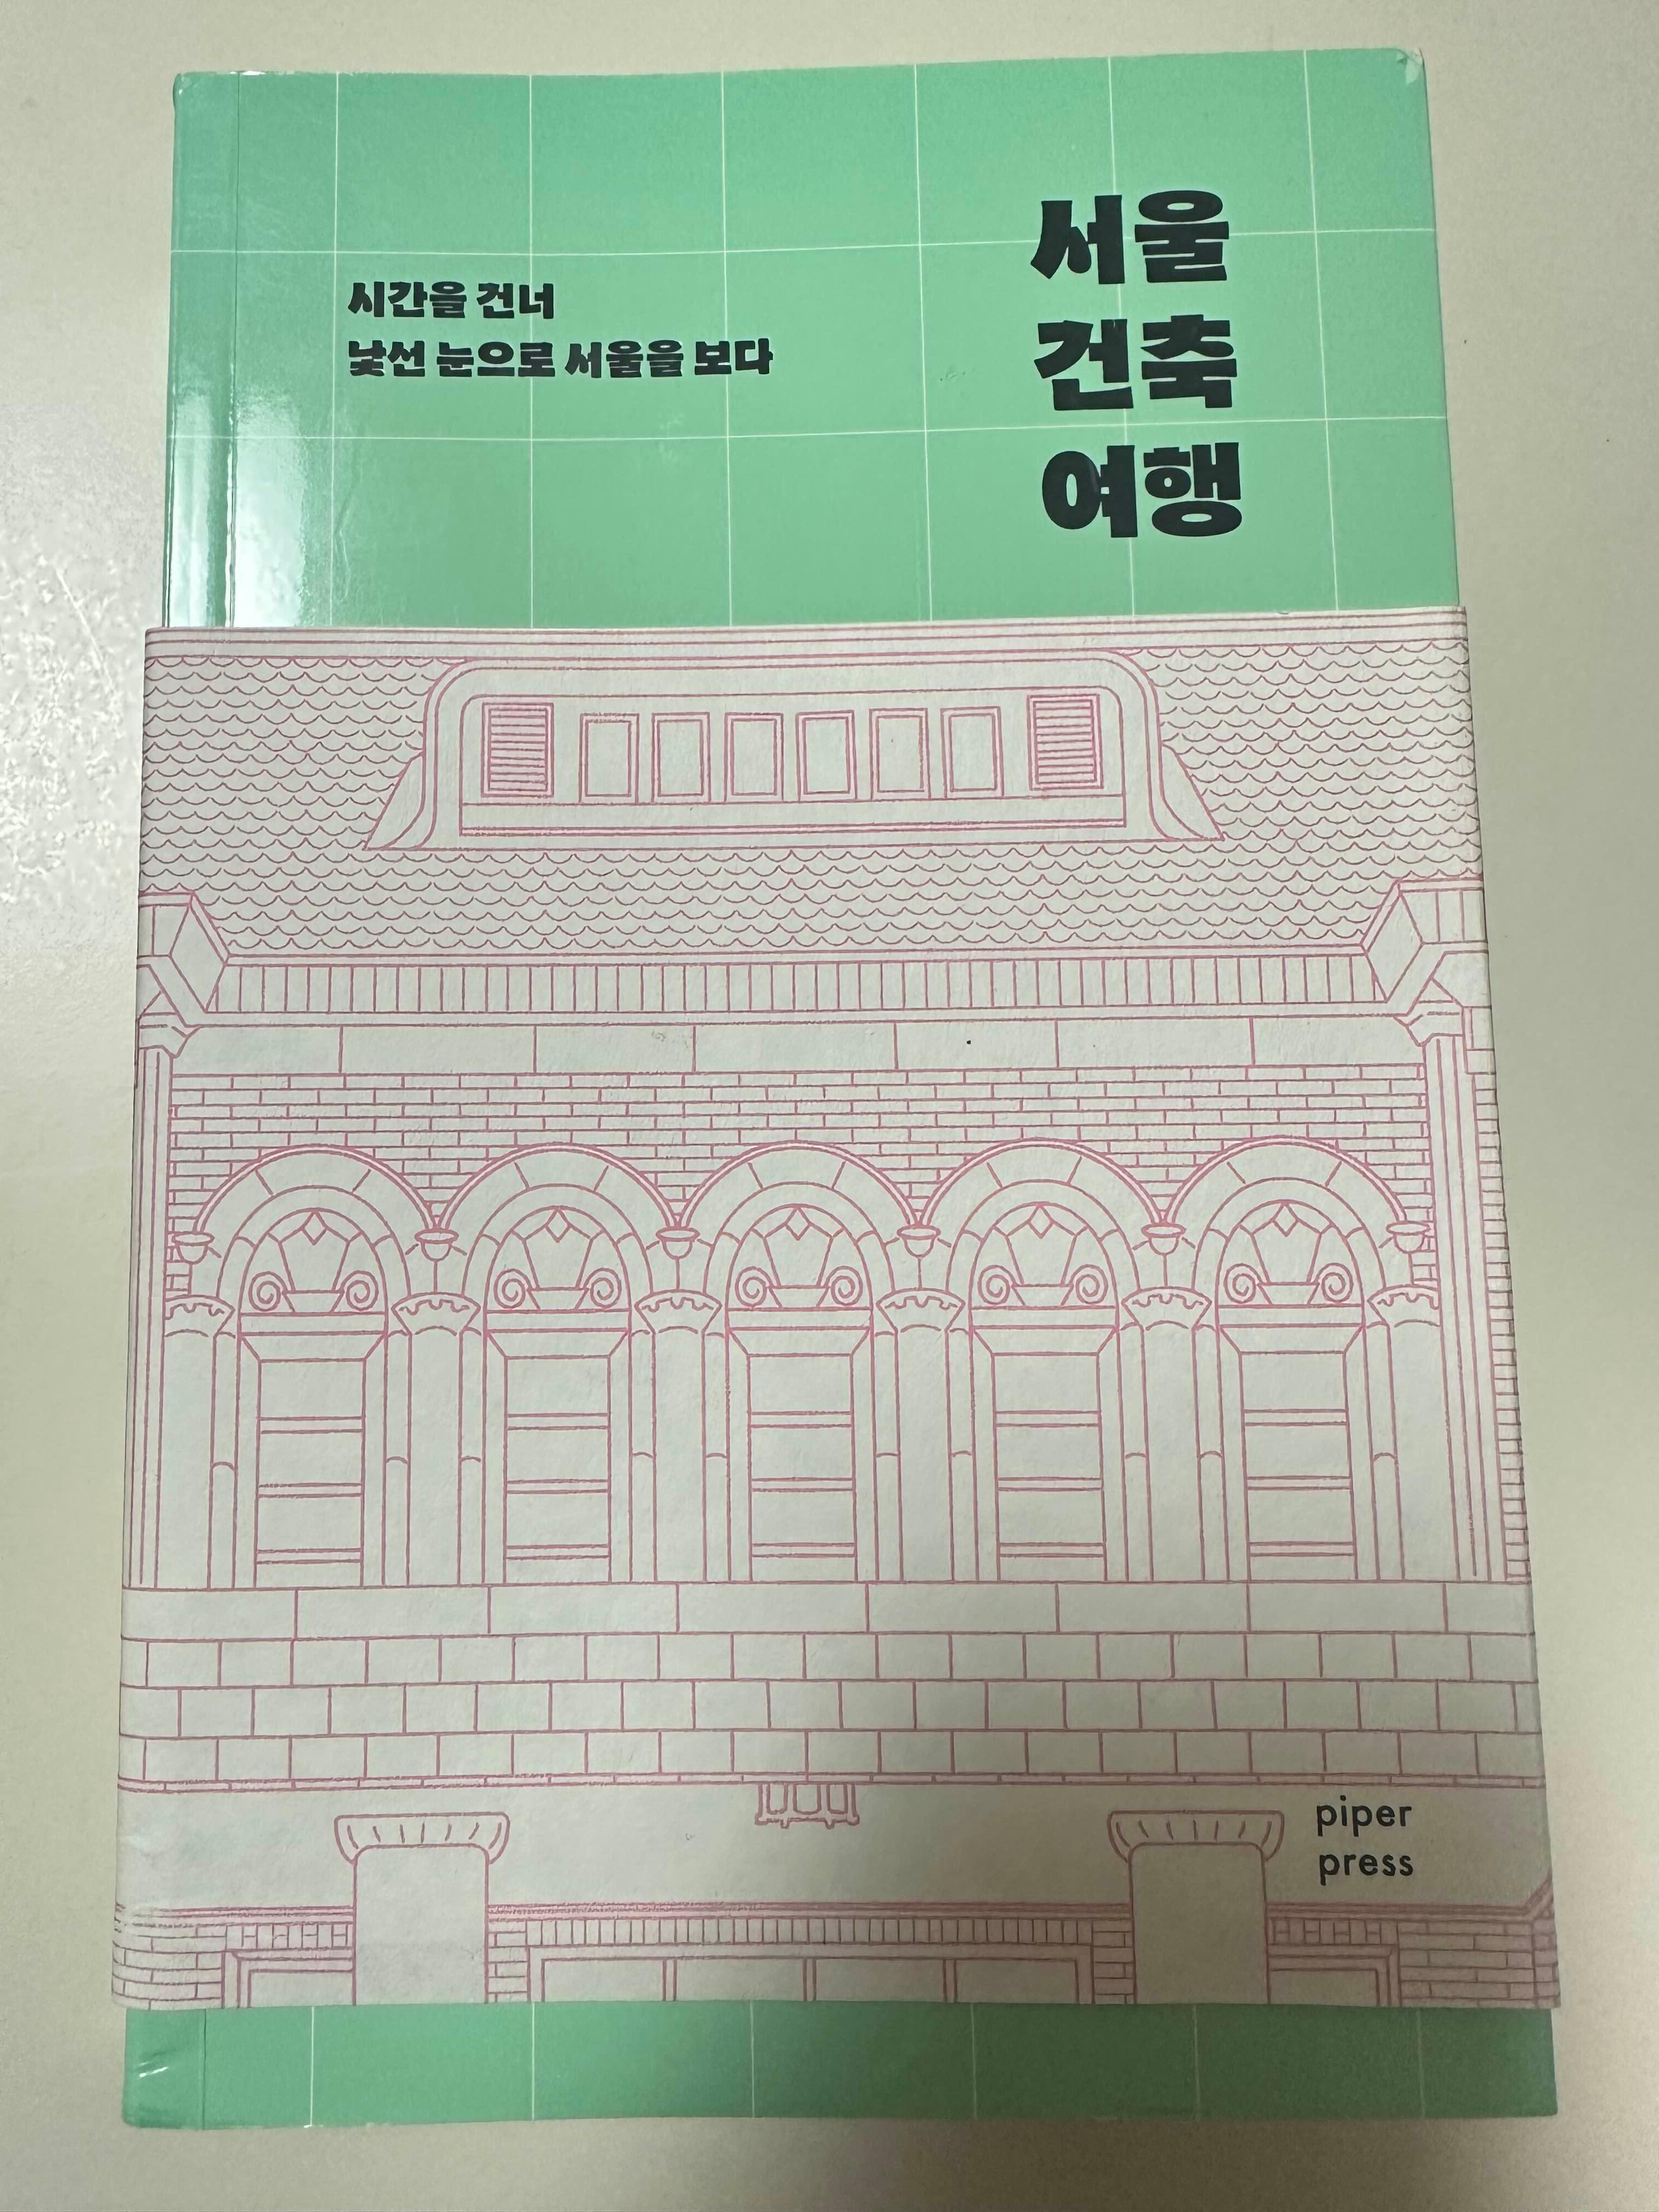 시간을 건너
낯선 눈으로 서울을 보다
서울
건축
여행
piper
press